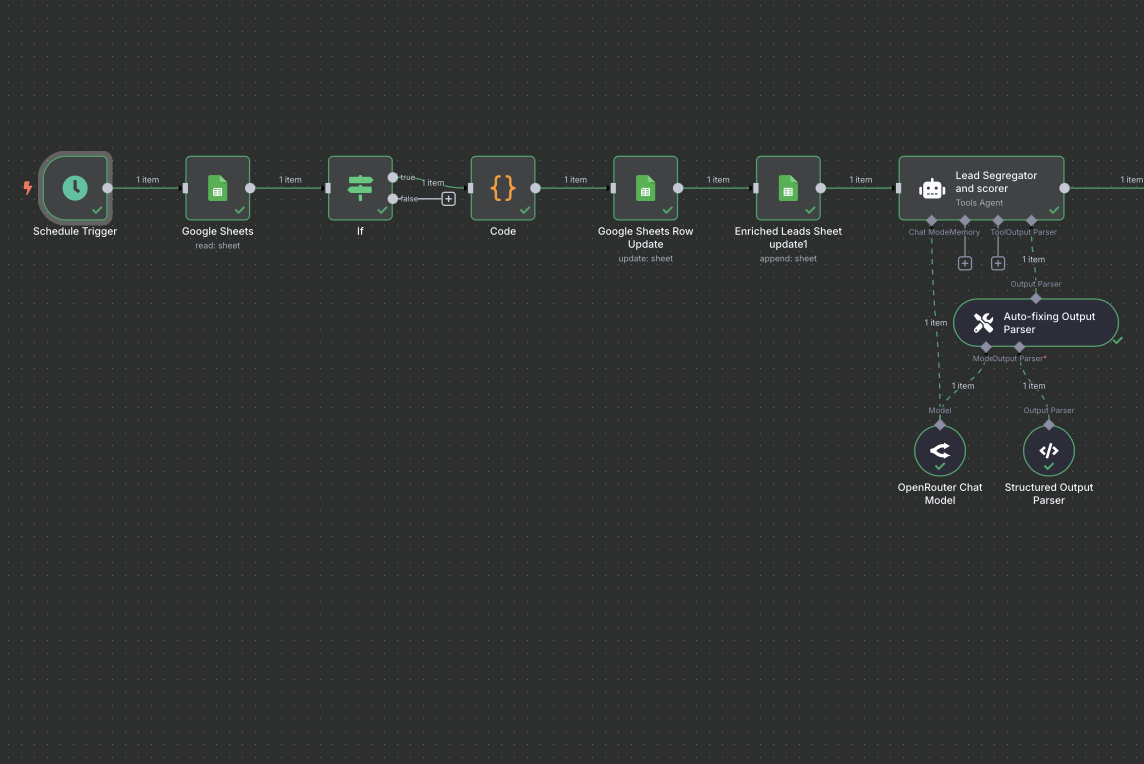 1 item
1 item
true
false
1 item
1 item
1 item
1 item
1 item
Schedule Trigger
Google Sheets
read: sheet
If
Code
Google Sheets Row
Update
update: sheet
Enriched Leads Sheet
update1
append: sheet
Lead Segregator
and scorer
Tools Agent
Chat Model
Memory
Tool
Output Parser
1 item
Output Parser
1 item
Auto-fixing Output
Parser
Mode
Output Parser*
1 item
1 item
Model
Output Parser
OpenRouter Chat
Model
Structured Output
Parser